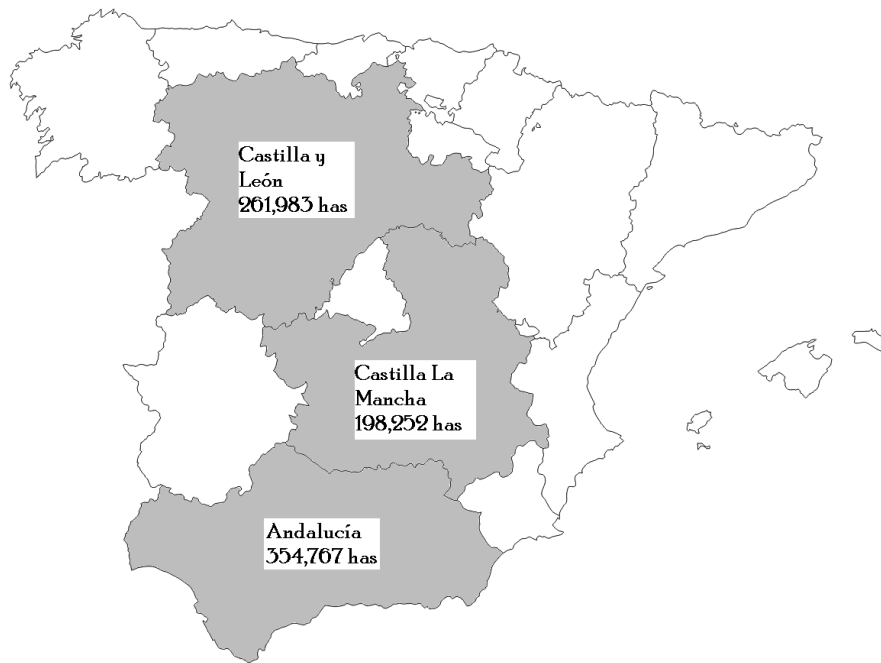 Castilla y
León
261,983 has
Castilla La
Mancha
198,252 has
Andalucía
354,767 has